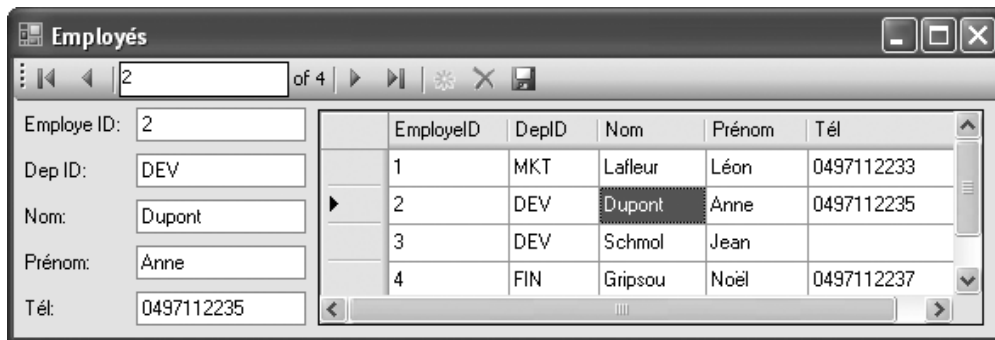 Employés
2 of 4
Employe ID: 2
Dep ID: DEV
Nom: Dupont
Prénom: Anne
Tél: 0497112235
EmployeID DepID Nom Prénom Tél
1 MKT Lafleur Léon 0497112233
2 DEV Dupont Anne 0497112235
3 DEV Schmol Jean
4 FIN Gripsou Noël 0497112237